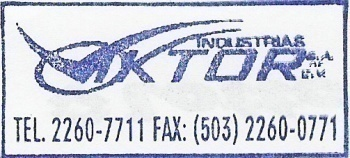 INDUSTRIAS
VIKTOR S.A.
DE C.V.
TEL. 2260-7711 FAX: (503) 2260-0771